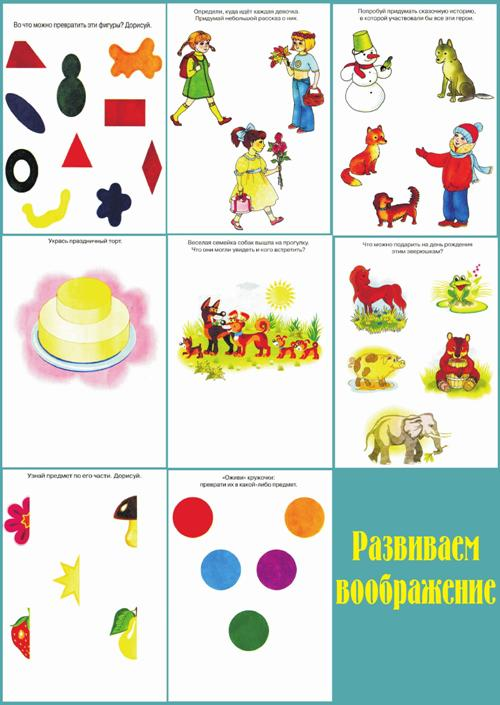 Во что можно превратить эти фигуры? Дорисуй.
Определи, куда идёт каждая девочка.
Придумай небольшой рассказ о них.
Попробуй придумать сказочную историю,
в которой участвовали бы все эти герои.
Укрась праздничный торт.
Веселая семейка собак вышла на прогулку.
Что они могли увидеть и кого встретить?
Что можно подарить на день рождения
этим зверюшкам?
Узнай предмет по его части. Дорисуй.
«Оживи» кружочки:
преврати их в какой-либо предмет.
Развиваем
воображение